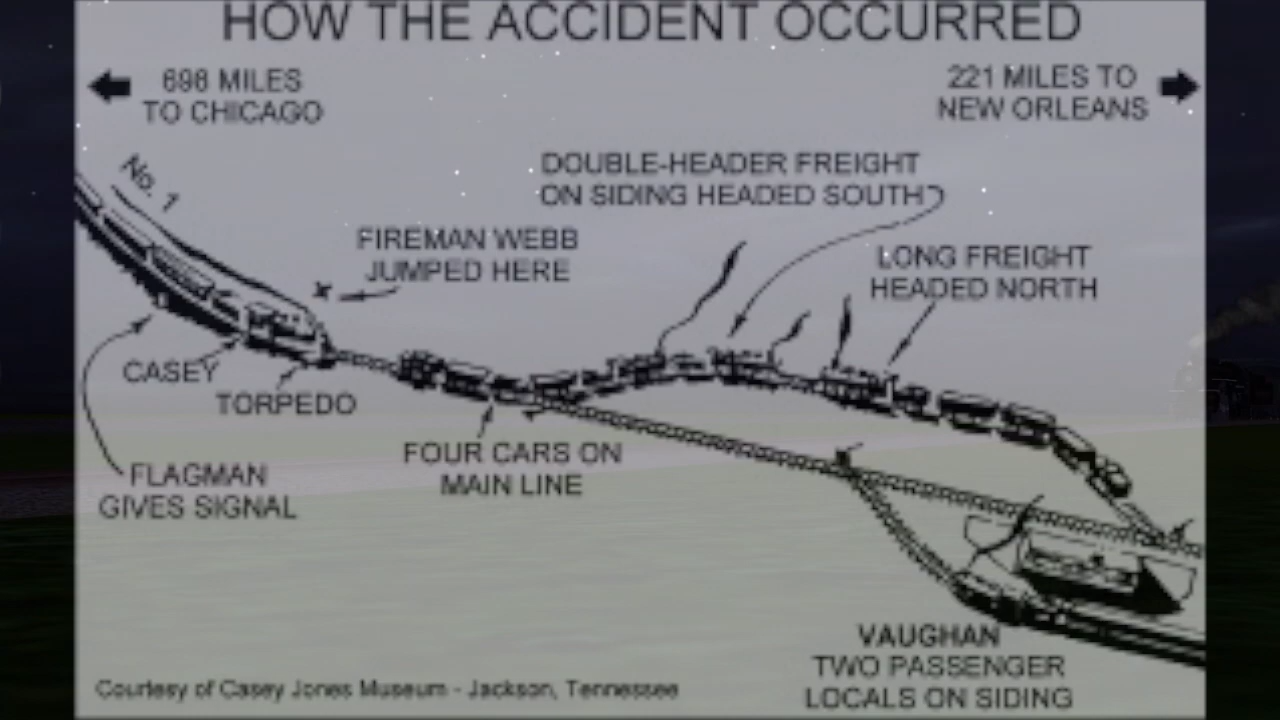 HOW THE ACCIDENT OCCURRED
698 MILES
TO CHICAGO
221 MILES TO
NEW ORLEANS
No. 1
DOUBLE-HEADER FREIGHT
ON SIDING HEADED SOUTH
FIREMAN WEBB
JUMPED HERE
LONG FREIGHT
HEADED NORTH
CASEY
TORPEDO
FOUR CARS ON
MAIN LINE
FLAGMAN
GIVES SIGNAL
VAUGHAN
TWO PASSENGER
LOCALS ON SIDING
Courtesy of Casey Jones Museum - Jackson, Tennessee